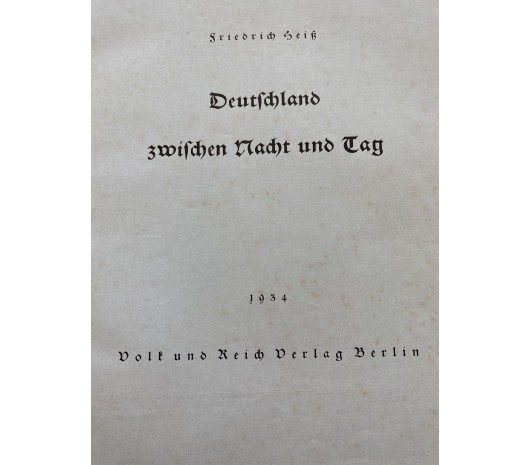 Friedrich Heiß
Deutſchland
zwiſchen Nacht und Tag
1934
Volk und Reich Verlag Berlin